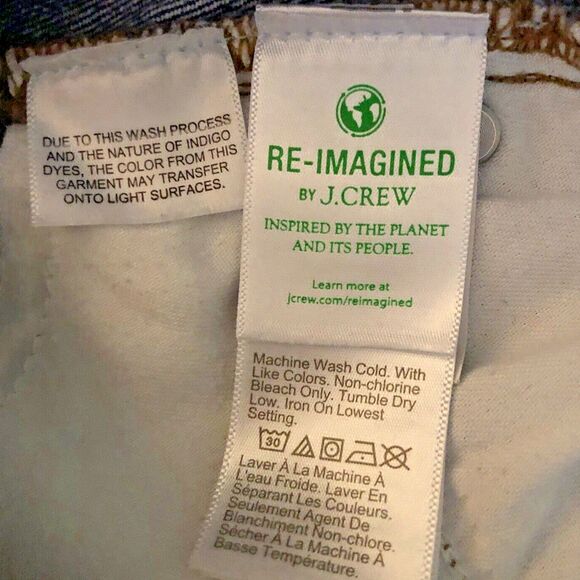 DUE TO THIS WASH PROCESS
AND THE NATURE OF INDIGO
DYES, THE COLOR FROM THIS
GARMENT MAY TRANSFER
ONTO LIGHT SURFACES.
RE-IMAGINED
BY J.CREW
INSPIRED BY THE PLANET
AND ITS PEOPLE.
Learn more at
jcrew.com/reimagined
Machine Wash Cold. With
Like Colors. Non-chlorine
Bleach Only. Tumble Dry
Low. Iron On Lowest
Setting.
30
Laver À La Machine À
L'eau Froide. Laver En
Séparant Les Couleurs.
Seulement Agent De
Blanchiment Non-chlore.
Sécher À La Machine À
Basse Température.